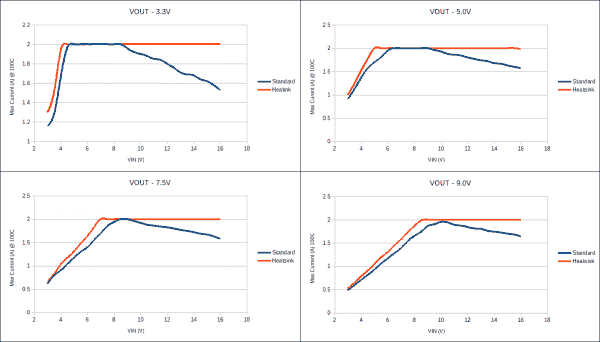 VOUT - 3.3V
Max Current (A) @ 100C
2.2
2
1.8
1.6
1.4
1.2
1
2 4 6 8 10 12 14 16 18
VIN (V)
Standard
Heatsink
VOUT - 5.0V
Max Current (A) @ 100C
2.5
2
1.5
1
0.5
0
2 4 6 8 10 12 14 16 18
VIN (V)
Standard
Heatsink
VOUT - 7.5V
Max Current (A) @ 100C
2.5
2
1.5
1
0.5
0
2 4 6 8 10 12 14 16 18
VIN (V)
Standard
Heatsink
VOUT - 9.0V
Max Current (A) @ 100C
2.5
2
1.5
1
0.5
0
2 4 6 8 10 12 14 16 18
VIN (V)
Standard
Heatsink